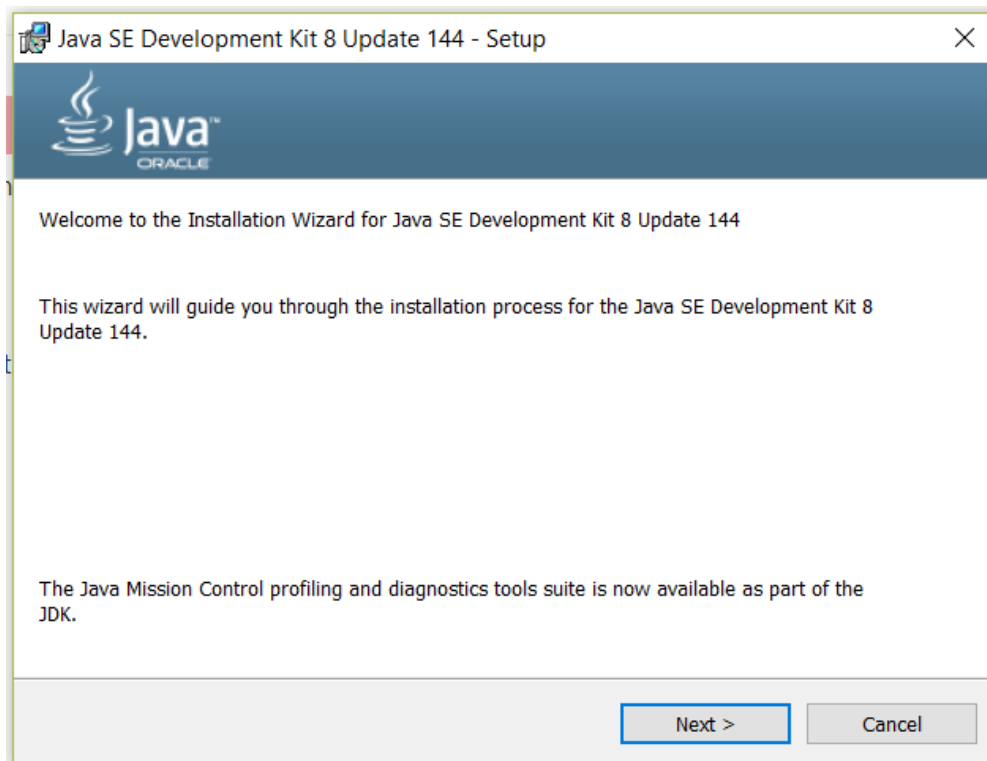 Java SE Development Kit 8 Update 144 - Setup
Java™
ORACLE
Welcome to the Installation Wizard for Java SE Development Kit 8 Update 144
This wizard will guide you through the installation process for the Java SE Development Kit 8
Update 144.
The Java Mission Control profiling and diagnostics tools suite is now available as part of the
JDK.
Next >
Cancel